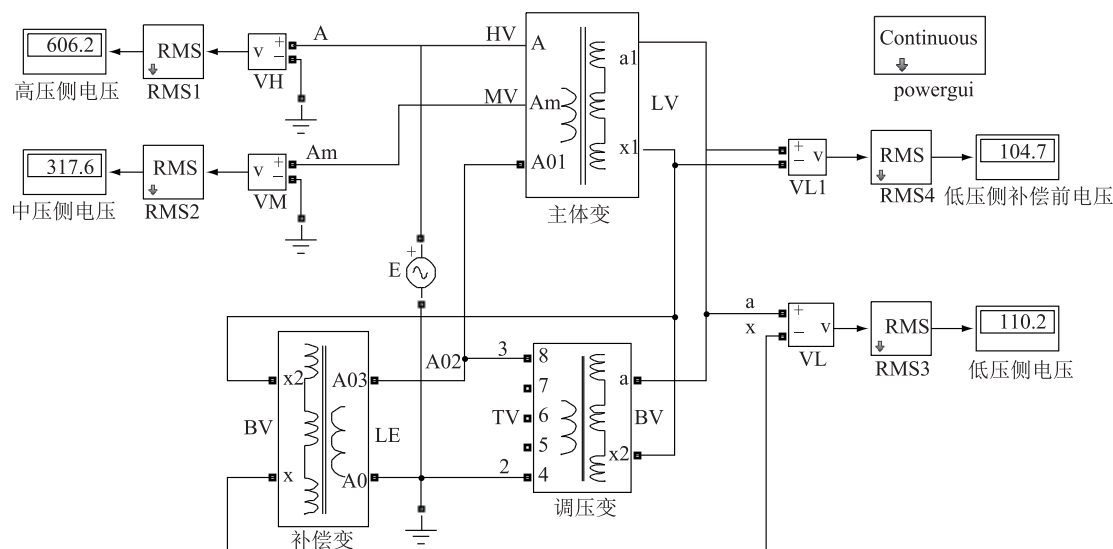 606.2
RMS
v
+
−
VH
高压侧电压
RMS1
A
HV
A
a1
Continuous
powergui
317.6
RMS
v
+
−
VM
中压侧电压
RMS2
Am
MV
Am
LV
A01
x1
主体变
+
−
v
VL1
RMS
RMS4
104.7
低压侧补偿前电压
E
+
a
x
+
−
v
VL
RMS
RMS3
110.2
低压侧电压
x2
A03
BV
LE
x
A0
补偿变
A02
3
8
7
TV
6
5
2
4
a
BV
x2
调压变